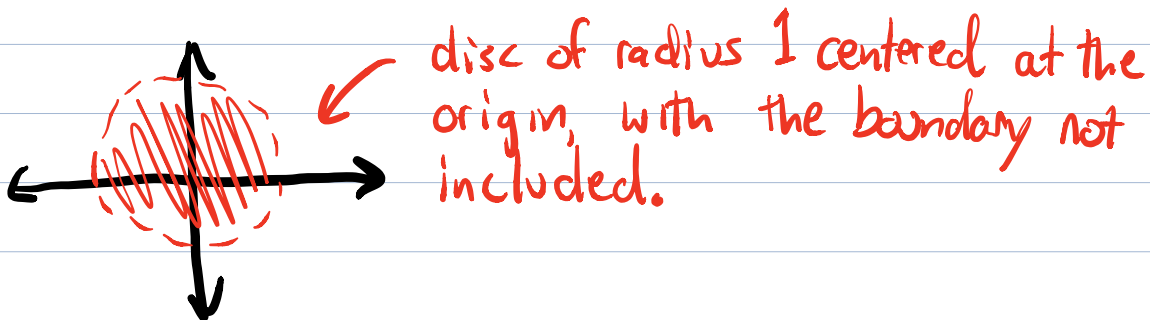 disc of radius 1 centered at the
origin, with the boundary not
included.